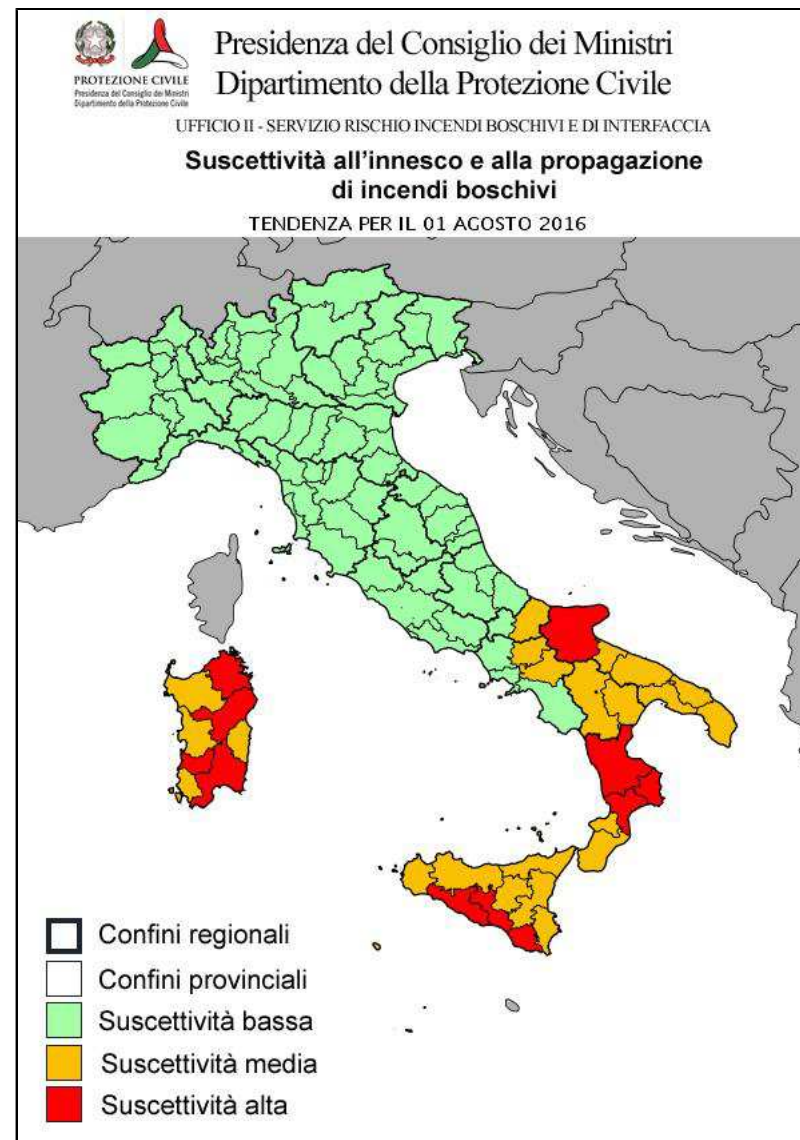 PROTEZIONE CIVILE
Presidenza del Consiglio dei Ministri
Dipartimento della Protezione Civile
Presidenza del Consiglio dei Ministri
Dipartimento della Protezione Civile
UFFICIO II - SERVIZIO RISCHIO INCENDI BOSCHIVI E DI INTERFACCIA
Suscettività all'innesco e alla propagazione
di incendi boschivi
TENDENZA PER IL 01 AGOSTO 2016
Confini regionali
Confini provinciali
Suscettività bassa
Suscettività media
Suscettività alta